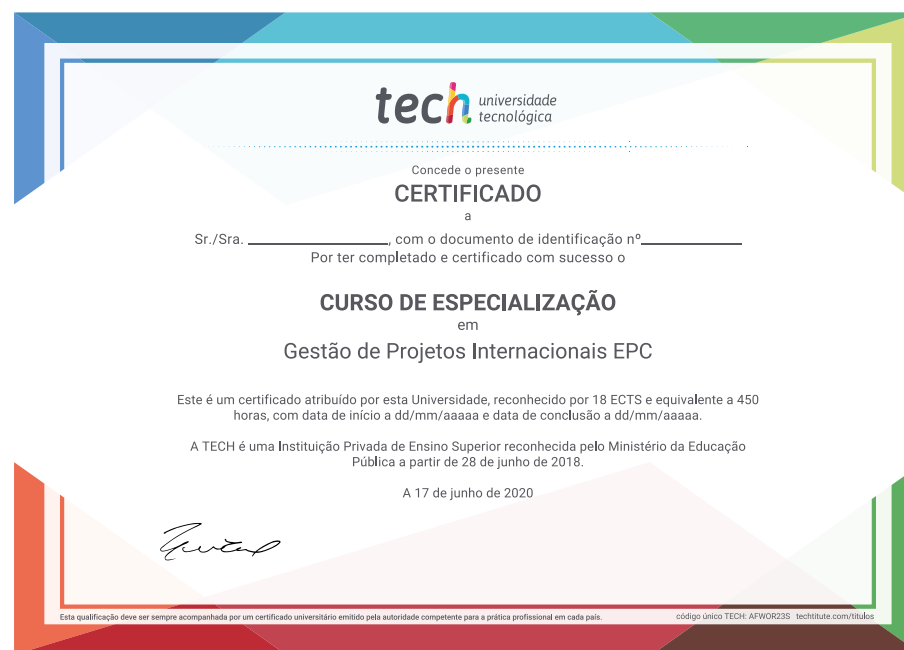 tech universidade
tecnológica
Concede o presente
CERTIFICADO
a
Sr./Sra. ________________, com o documento de identificação nº____________
Por ter completado e certificado com sucesso o
CURSO DE ESPECIALIZAÇÃO
em
Gestão de Projetos Internacionais EPC
Este é um certificado atribuído por esta Universidade, reconhecido por 18 ECTS e equivalente a 450
horas, com data de início a dd/mm/aaaaa e data de conclusão a dd/mm/aaaaa.
A TECH é uma Instituição Privada de Ensino Superior reconhecida pelo Ministério da Educação
Pública a partir de 28 de junho de 2018.
A 17 de junho de 2020
Esta qualificação deve ser sempre acompanhada por um certificado universitário emitido pela autoridade competente para a prática profissional em cada país.
código único TECH: AFWOR23S techtitute.com/titulos